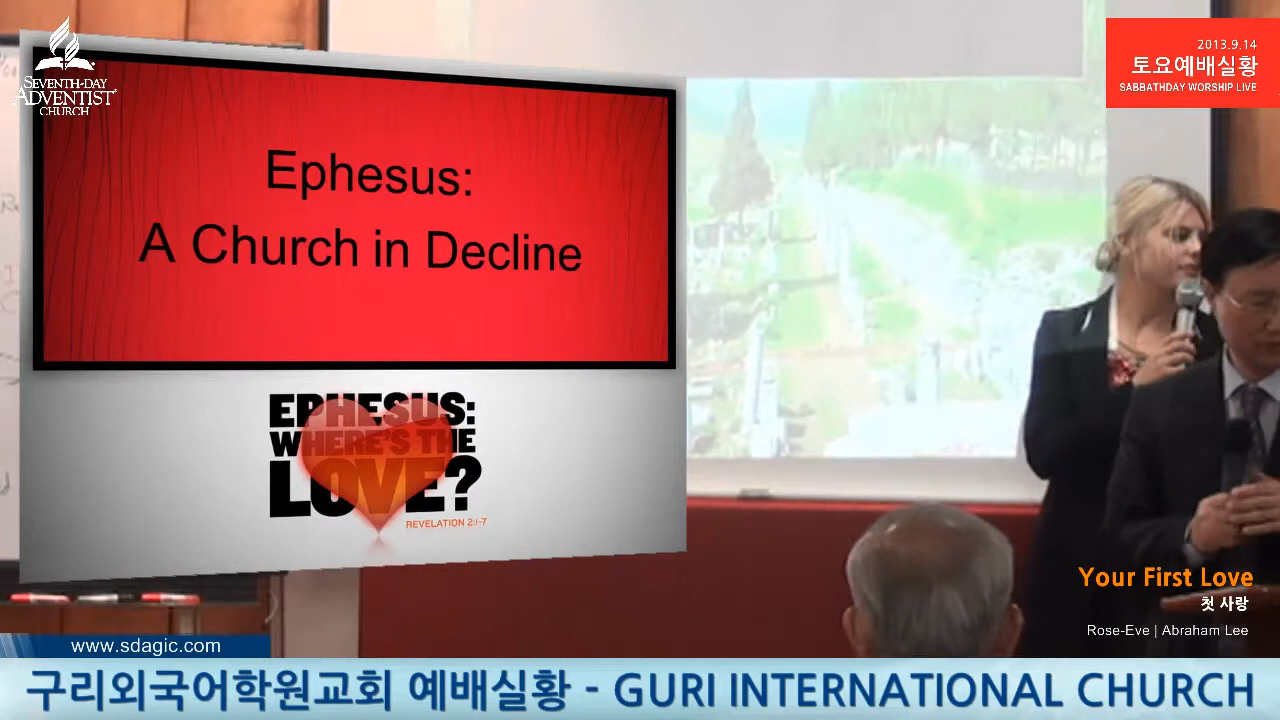 SEVENTH-DAY
ADVENTIST
CHURCH
2013.9.14
토요예배실황
SABBATHDAY WORSHIP LIVE
Ephesus:
A Church in Decline
EPHESUS:
WHERE'S THE
LOVE?
REVELATION 2:1-7
Your First Love
첫 사랑
Rose-Eve | Abraham Lee
www.sdagic.com
구리외국어학원교회 예배실황 - GURI INTERNATIONAL CHURCH